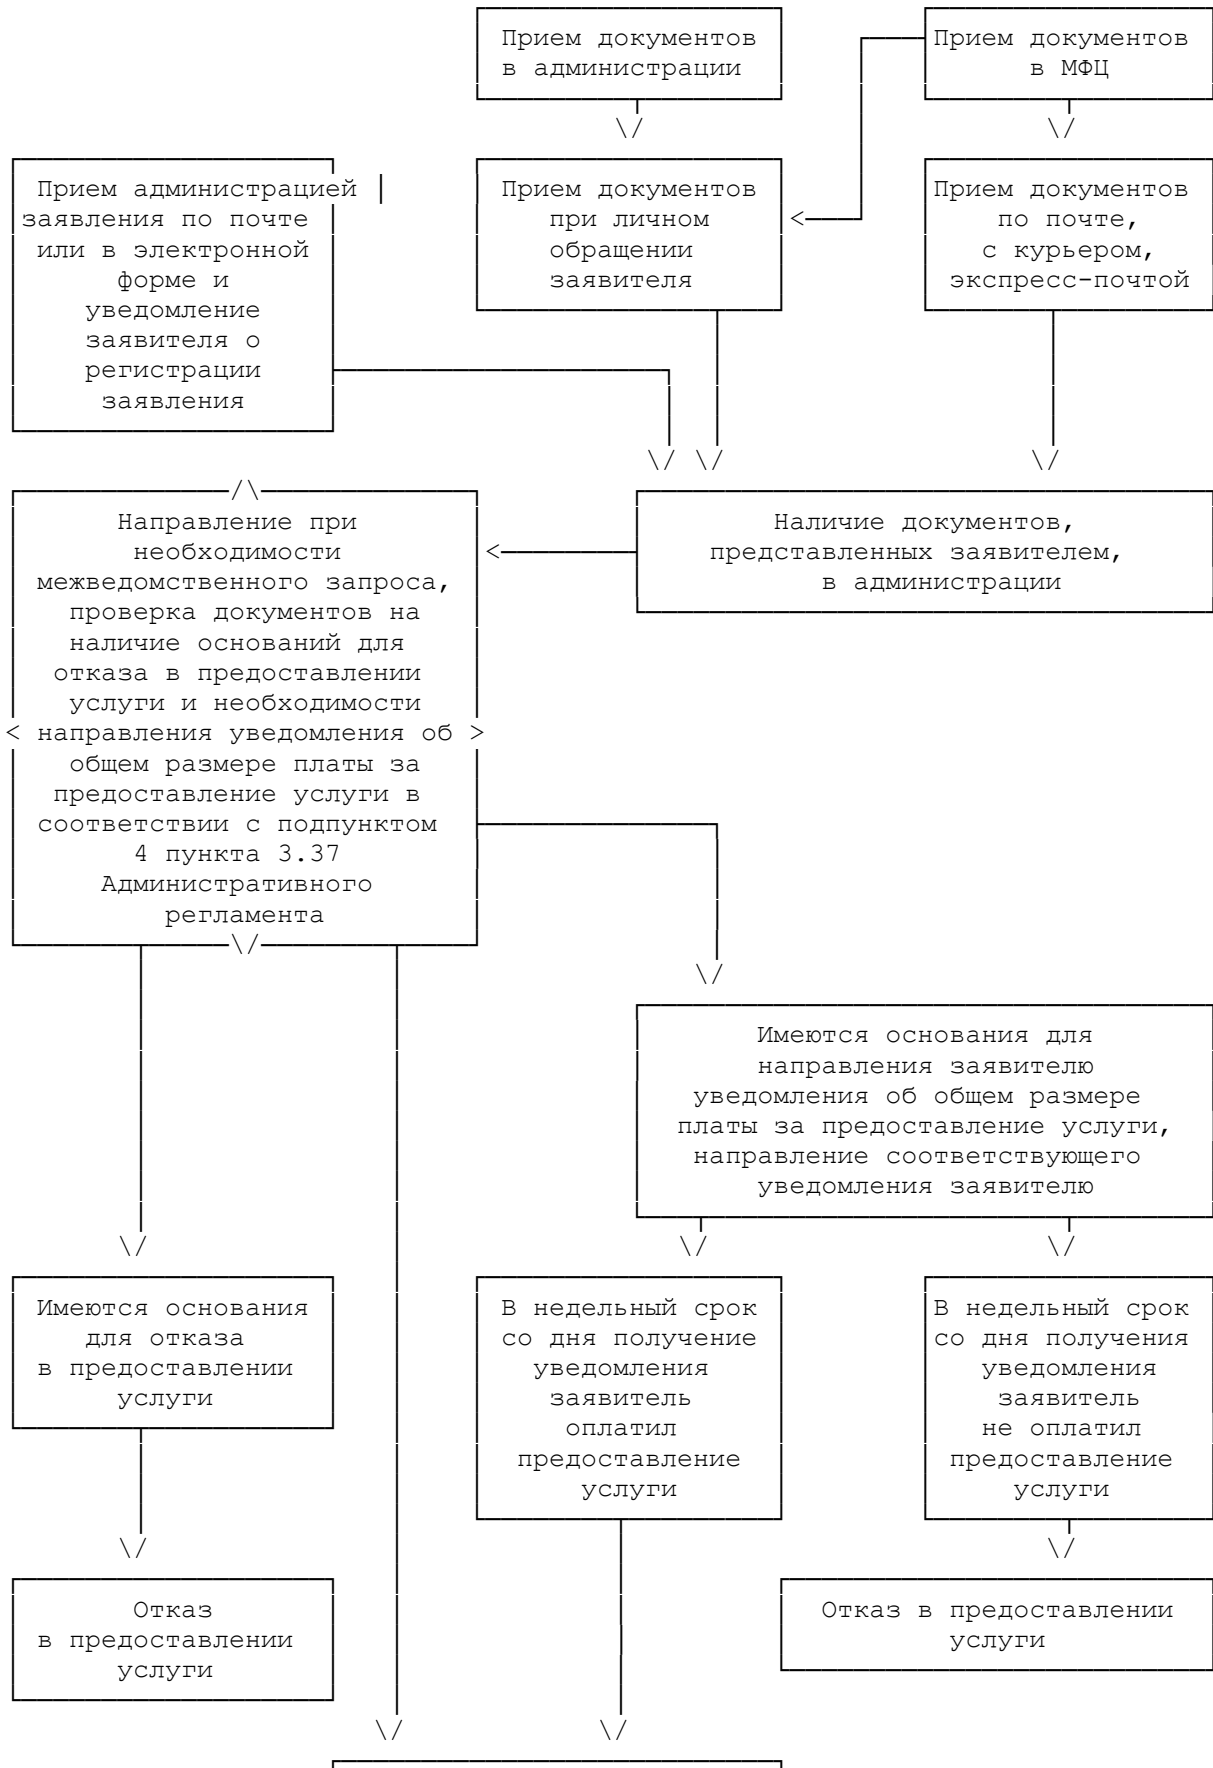 Прием документов
в администрации
Прием документов
в МФЦ
Прием администрацией
заявления по почте
или в электронной
форме и
уведомление
заявителя о
регистрации
заявления
Прием документов
при личном
обращении
заявителя
Прием документов
по почте,
с курьером,
экспресс-почтой
Направление при
необходимости
межведомственного запроса,
проверка документов на
наличие оснований для
отказа в предоставлении
услуги и необходимости
направления уведомления об
общем размере платы за
предоставление услуги в
соответствии с подпунктом
4 пункта 3.37
Административного
регламента
Наличие документов,
представленных заявителем,
в администрации
Имеются основания для
направления заявителю
уведомления об общем размере
платы за предоставление услуги,
направление соответствующего
уведомления заявителю
Имеются основания
для отказа
в предоставлении
услуги
В недельный срок
со дня получение
уведомления
заявитель
оплатил
предоставление
услуги
В недельный срок
со дня получения
уведомления
заявитель
не оплатил
предоставление
услуги
Отказ
в предоставлении
услуги
Отказ в предоставлении
услуги